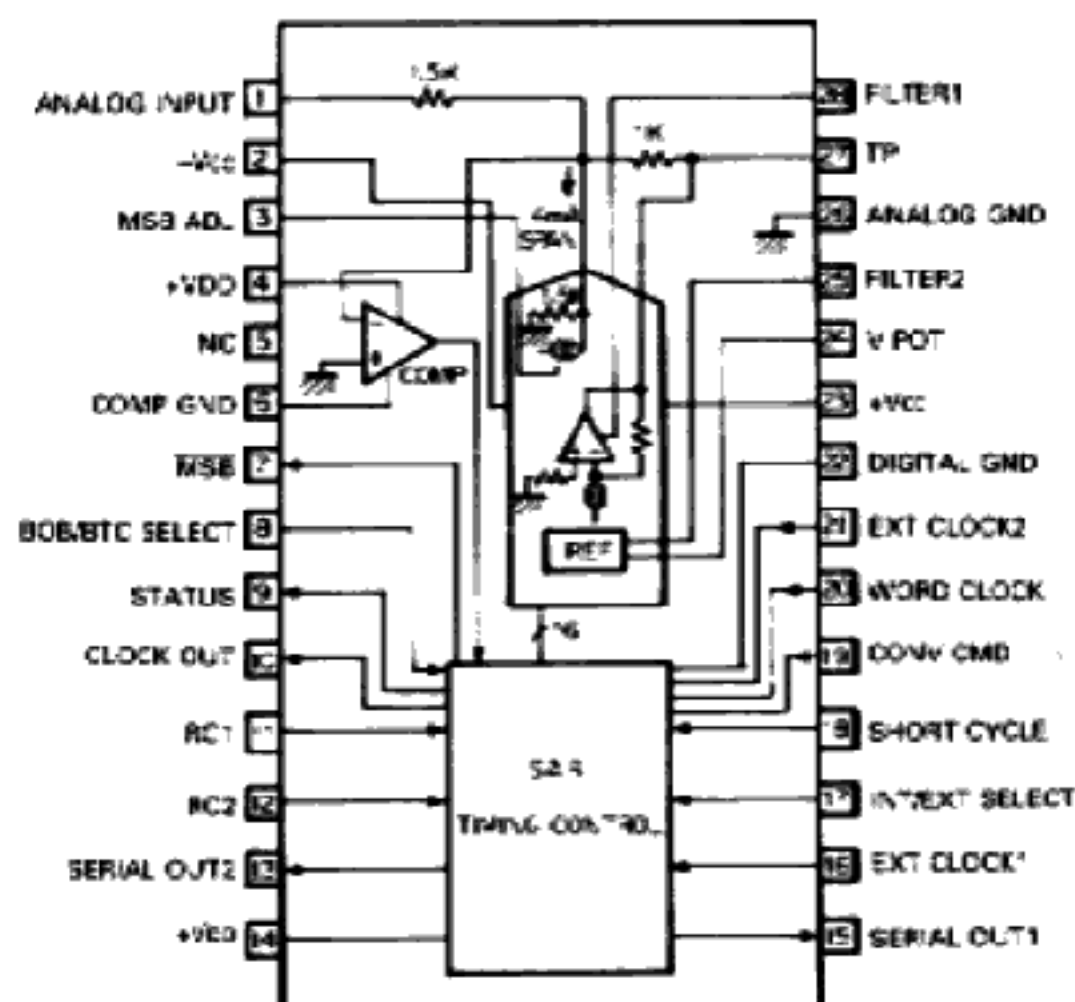 ANALOG INPUT 1
-Vcc 2
MSB ADJ 3
+VDD 4
NC 5
COMP GND 6
MSB 7
BOB/BTC SELECT 8
STATUS 9
CLOCK OUT 10
RC1 11
RC2 12
SERIAL OUT2 13
+VDD 14
1.5K
1K
4mA
SPAN
COMP
IREF
16
SAR
TIMING CONTROL
28 FILTER1
27 TP
26 ANALOG GND
25 FILTER2
24 V POT
23 +Vcc
22 DIGITAL GND
21 EXT CLOCK2
20 WORD CLOCK
19 CONV CMD
18 SHORT CYCLE
17 INT/EXT SELECT
16 EXT CLOCK1
15 SERIAL OUT1